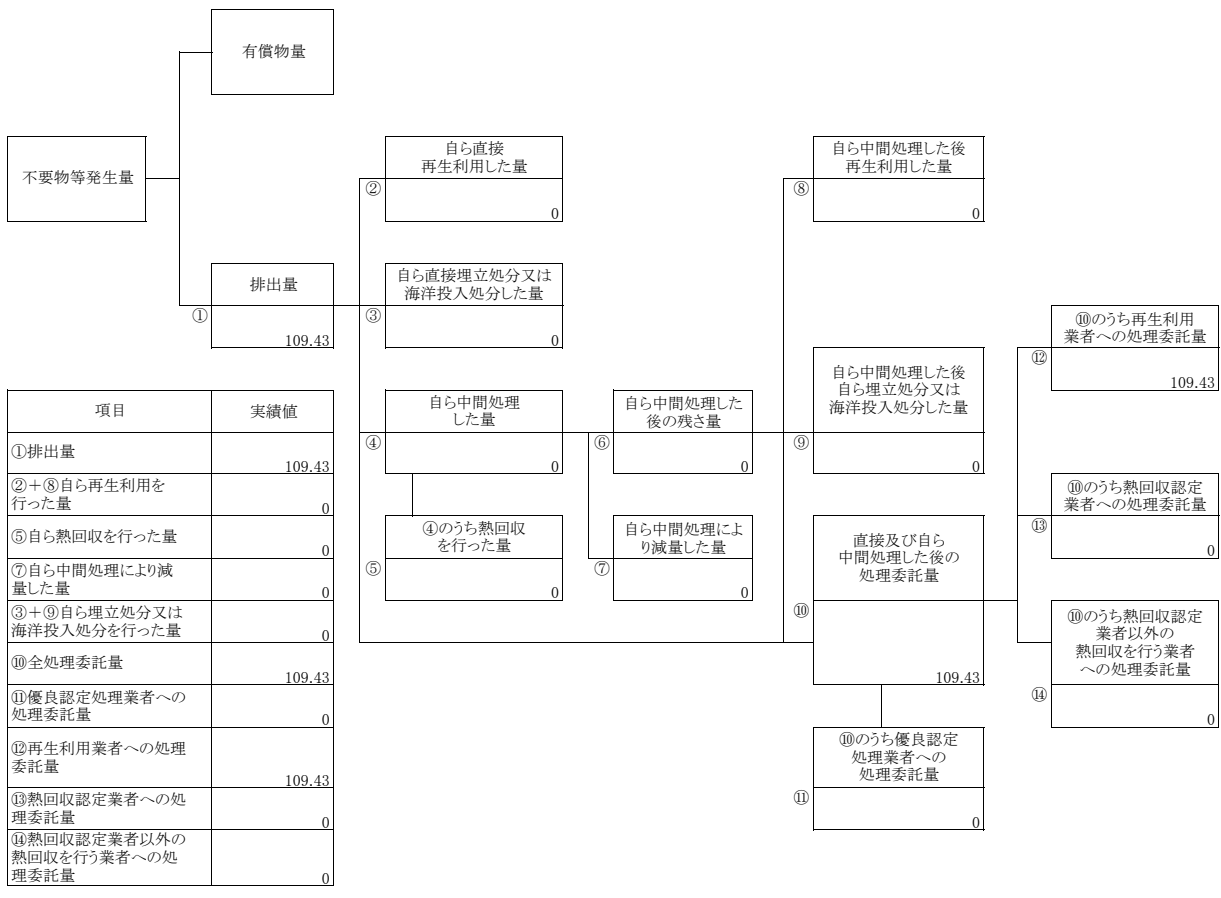 有償物量
不要物等発生量
排出量
①
109.43
自ら直接
再生利用した量
②
0
自ら直接埋立処分又は
海洋投入処分した量
③
0
自ら中間処理
した量
④
0
④のうち熱回収
を行った量
⑤
0
自ら中間処理した
後の残さ量
⑥
0
自ら中間処理によ
り減量した量
⑦
0
自ら中間処理した後
再生利用した量
⑧
0
自ら中間処理した後
自ら埋立処分又は
海洋投入処分した量
⑨
0
直接及び自ら
中間処理した後の
処理委託量
⑩
109.43
⑩のうち優良認定
処理業者への
処理委託量
⑪
0
⑩のうち再生利用
業者への処理委託量
⑫
109.43
⑩のうち熱回収認定
業者への処理委託量
⑬
0
⑩のうち熱回収認定
業者以外の
熱回収を行う業者
への処理委託量
⑭
0
項目 実績値
①排出量
109.43
②＋⑧自ら再生利用を
行った量
0
⑤自ら熱回収を行った量
0
⑦自ら中間処理により減
量した量
0
③＋⑨自ら埋立処分又は
海洋投入処分を行った量
0
⑩全処理委託量
109.43
⑪優良認定処理業者への
処理委託量
0
⑫再生利用業者への処理
委託量
109.43
⑬熱回収認定業者への処
理委託量
0
⑭熱回収認定業者以外の
熱回収を行う業者への処
理委託量
0